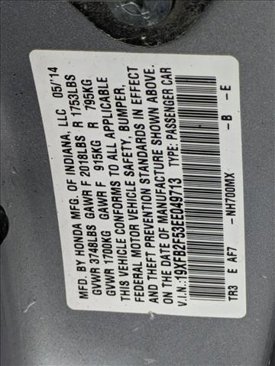 MFD. BY HONDA MFG. OF INDIANA, LLC 05/'14
GVWR 3748LBS GAWR F 2018LBS R 1753LBS
GVWR 1700KG GAWR F 915KG R 795KG
THIS VEHICLE CONFORMS TO ALL APPLICABLE
FEDERAL MOTOR VEHICLE SAFETY, BUMPER,
AND THEFT PREVENTION STANDARDS IN EFFECT
ON THE DATE OF MANUFACTURE SHOWN ABOVE.
V.I.N.: 19XFB2F53EE049713 TYPE: PASSENGER CAR
TR3 E AF7 -NH700MX -B -E